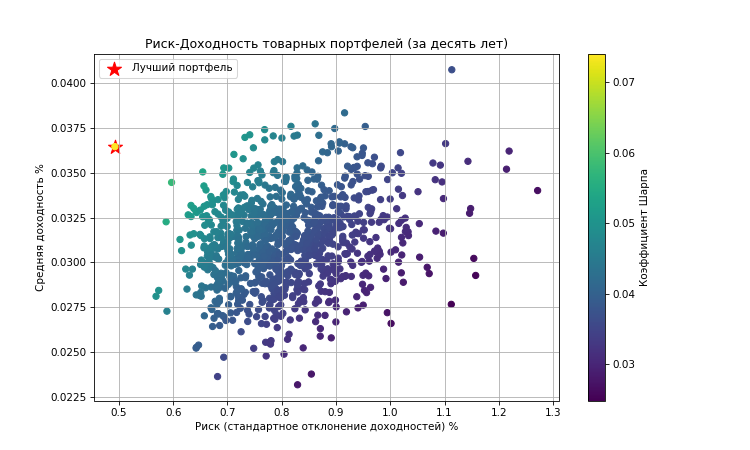 Риск-Доходность товарных портфелей (за десять лет)
Лучший портфель
Средняя доходность %
0.0400
0.0375
0.0350
0.0325
0.0300
0.0275
0.0250
0.0225
0.5 0.6 0.7 0.8 0.9 1.0 1.1 1.2 1.3
Риск (стандартное отклонение доходностей) %
0.07
0.06
0.05
0.04
0.03
Коэффициент Шарпа